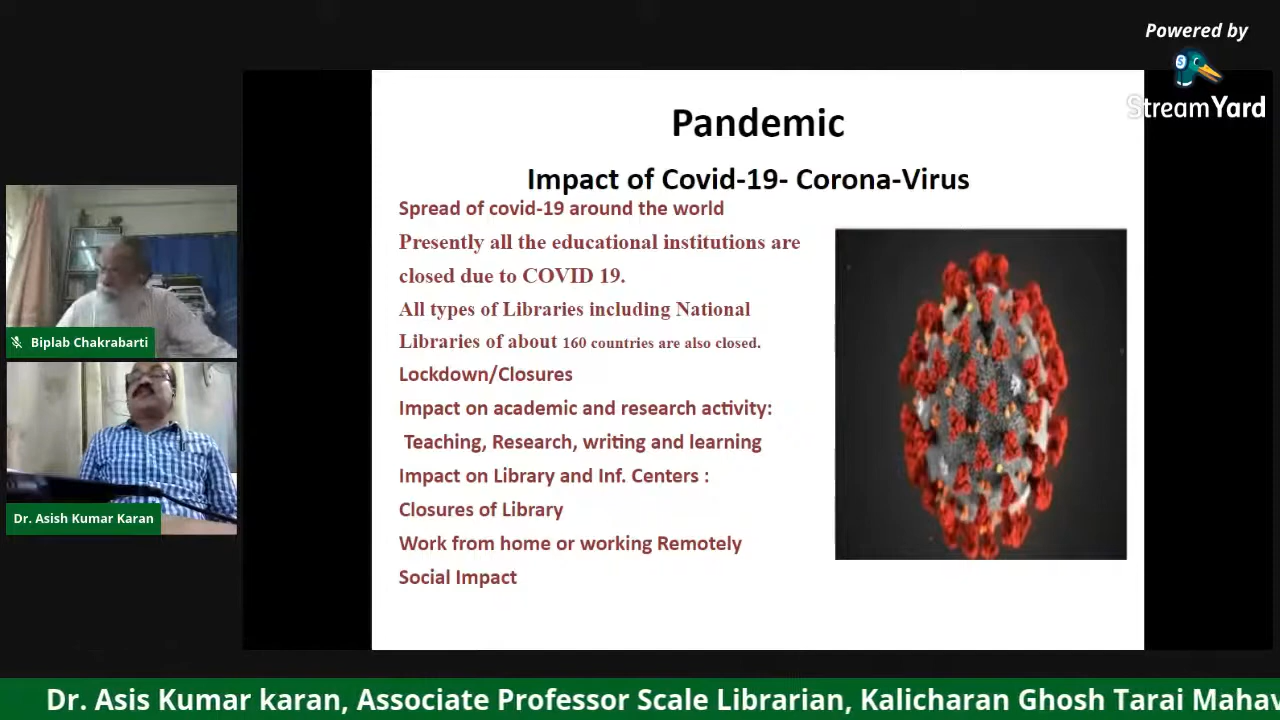 Powered by
StreamYard
Pandemic
Impact of Covid-19- Corona-Virus
Spread of covid-19 around the world
Presently all the educational institutions are
closed due to COVID 19.
All types of Libraries including National
Libraries of about 160 countries are also closed.
Lockdown/Closures
Impact on academic and research activity:
Teaching, Research, writing and learning
Impact on Library and Inf. Centers :
Closures of Library
Work from home or working Remotely
Social Impact
Biplab Chakrabarti
Dr. Asish Kumar Karan
Dr. Asis Kumar karan, Associate Professor Scale Librarian, Kalicharan Ghosh Tarai